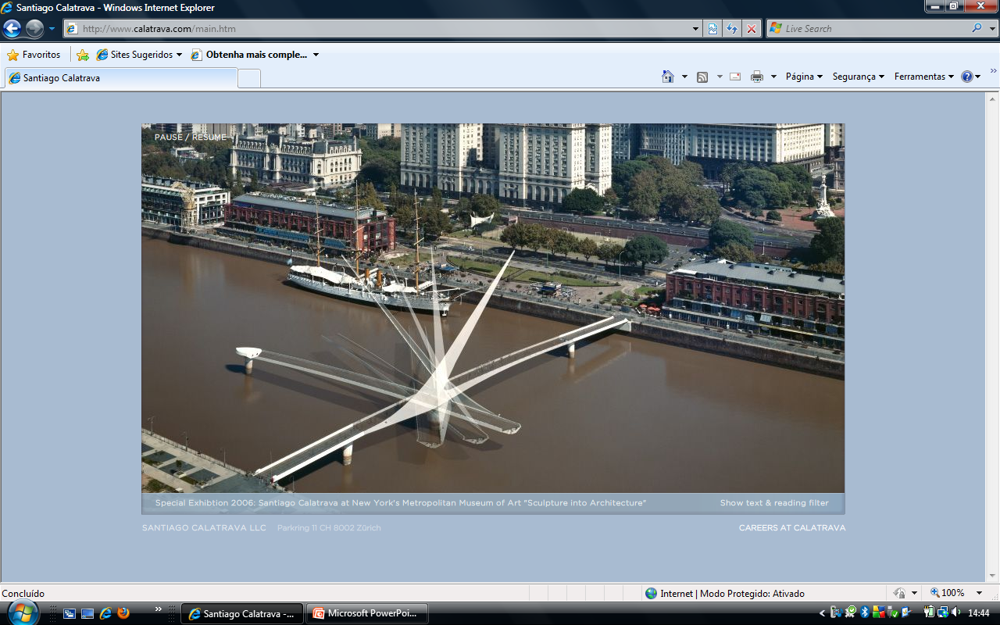 Santiago Calatrava - Windows Internet Explorer
http://www.calatrava.com/main.htm
Live Search
Favoritos
Sites Sugeridos
Obtenha mais comple...
Santiago Calatrava
Página
Segurança
Ferramentas
PAUSE / RESUME
Special Exhibtion 2006: Santiago Calatrava at New York's Metropolitan Museum of Art "Sculpture into Architecture"
Show text & reading filter
SANTIAGO CALATRAVA LLC
Parkring 11 CH 8002 Zürich
CAREERS AT CALATRAVA
Concluído
Internet | Modo Protegido: Ativado
100%
Santiago Calatrava -...
Microsoft PowerPoi...
14:44